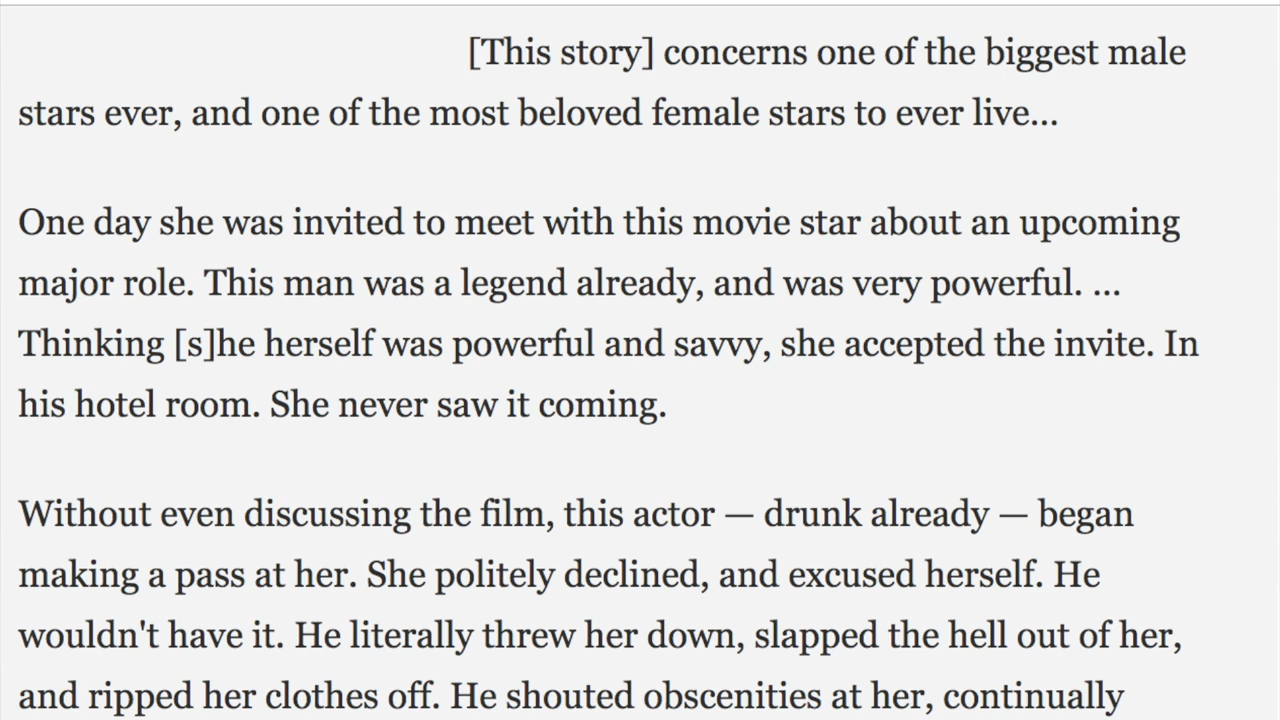 [This story] concerns one of the biggest male
stars ever, and one of the most beloved female stars to ever live...
One day she was invited to meet with this movie star about an upcoming
major role. This man was a legend already, and was very powerful. ...
Thinking [s]he herself was powerful and savvy, she accepted the invite. In
his hotel room. She never saw it coming.
Without even discussing the film, this actor — drunk already — began
making a pass at her. She politely declined, and excused herself. He
wouldn't have it. He literally threw her down, slapped the hell out of her,
and ripped her clothes off. He shouted obscenities at her, continually